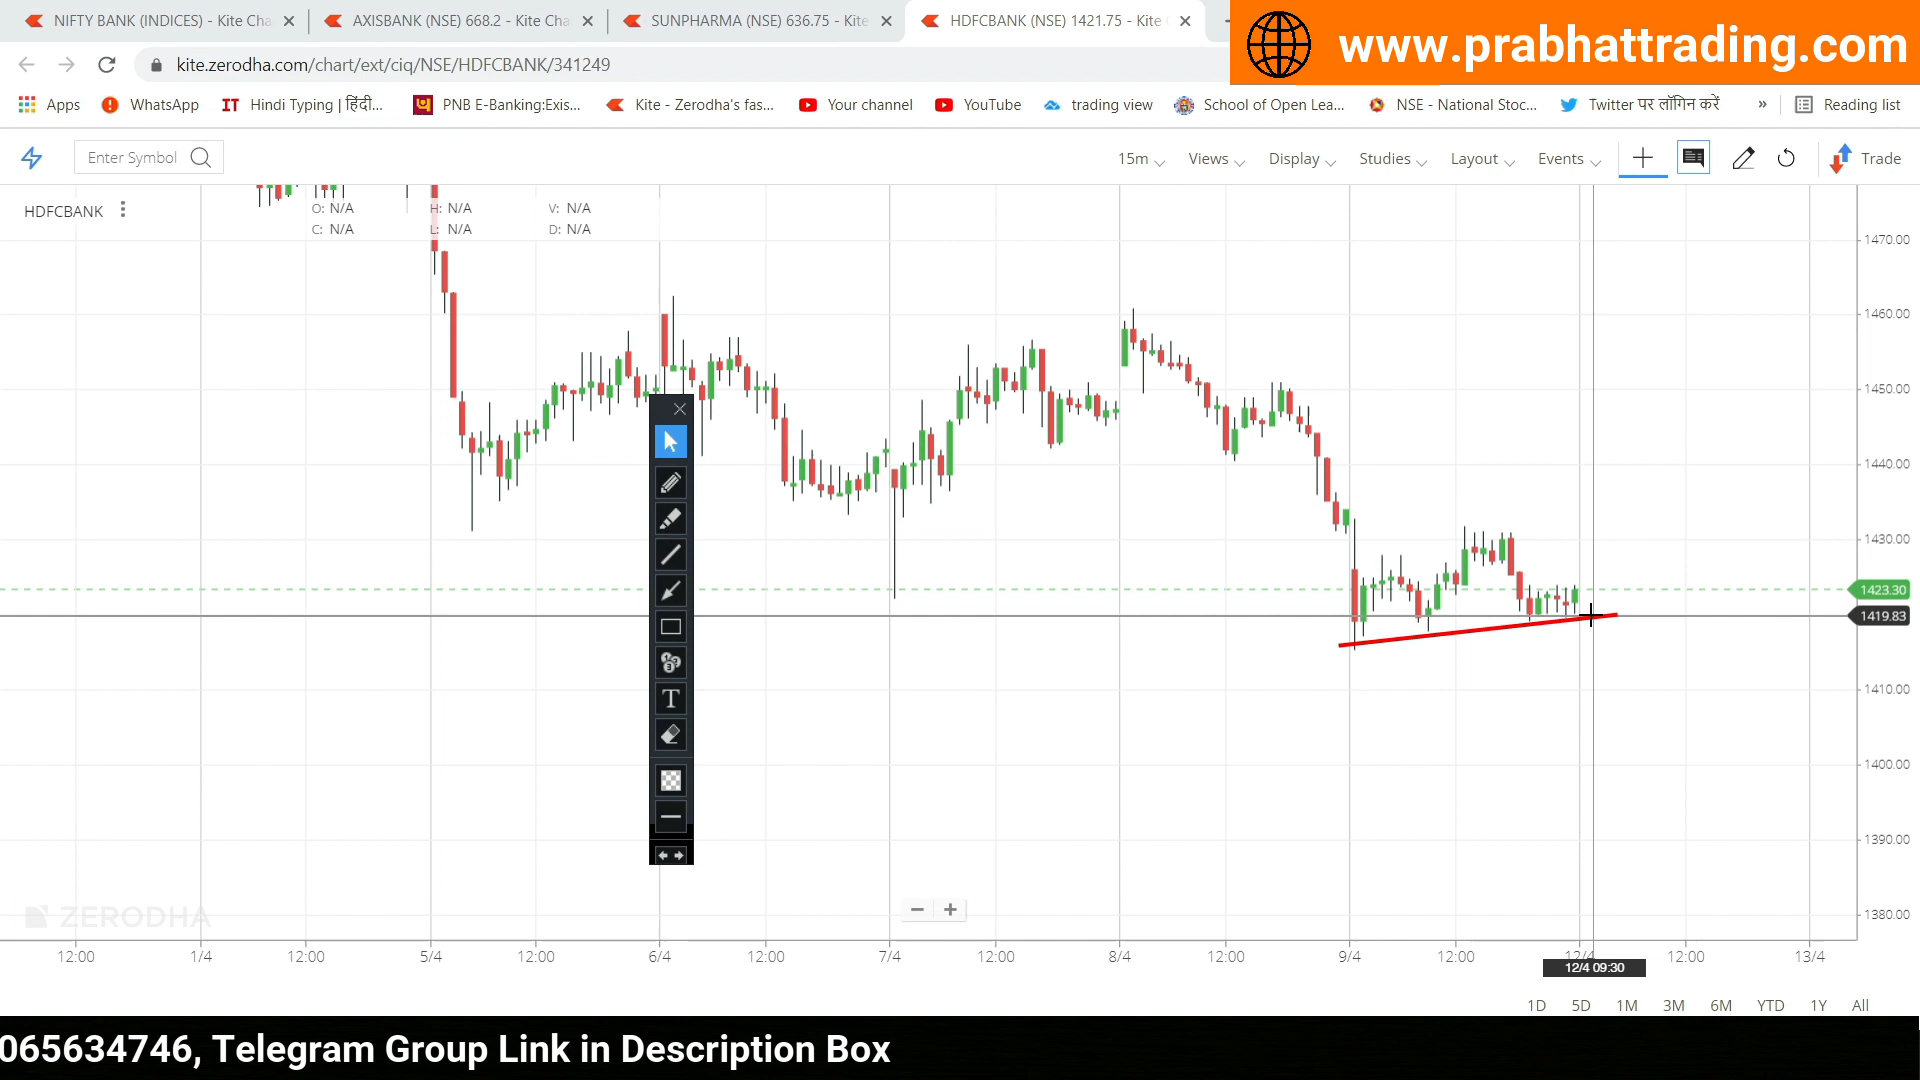 NIFTY BANK (INDICES) - Kite Cha
AXISBANK (NSE) 668.2 - Kite Cha
SUNPHARMA (NSE) 636.75 - Kite
HDFCBANK (NSE) 1421.75 - Kite
www.prabhattrading.com
kite.zerodha.com/chart/ext/ciq/NSE/HDFCBANK/341249
Apps
WhatsApp
IT Hindi Typing | हिंदी...
PNB E-Banking:Exis...
Kite - Zerodha's fas...
Your channel
YouTube
trading view
School of Open Lea...
NSE - National Stoc...
Twitter पर लॉगिन करें
»
Reading list
Enter Symbol
15m
Views
Display
Studies
Layout
Events
Trade
HDFCBANK
O: N/A H: N/A V: N/A
C: N/A L: N/A D: N/A
1470.00
1460.00
1450.00
1440.00
1430.00
1423.30
1419.83
1410.00
1400.00
1390.00
1380.00
T
ZERODHA
12:00 1/4 12:00 5/4 12:00 6/4 12:00 7/4 12:00 8/4 12:00 9/4 12:00 12/4 12:00 13/4
12/4 09:30
1D 5D 1M 3M 6M YTD 1Y All
065634746, Telegram Group Link in Description Box